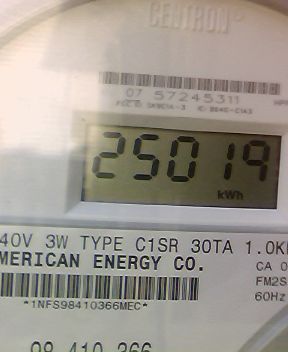 CENTRON
07 57245311
25019
kWh
40V 3W TYPE C1SR 30TA 1.0K
MERICAN ENERGY CO.
CA 0
FM2S
60Hz
*1NFS98410366MEC*
98 410 366